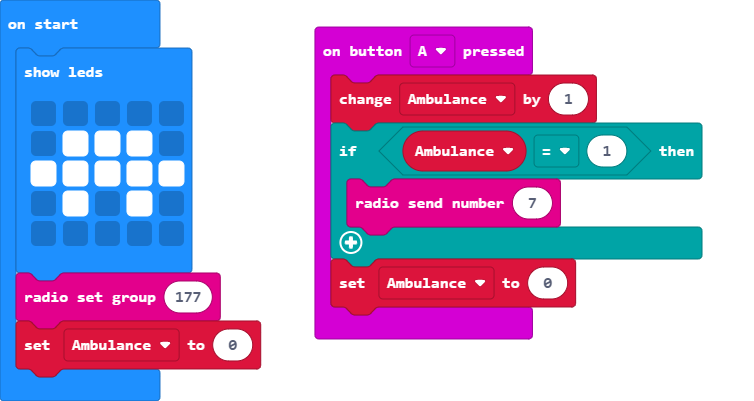 on start
show leds
radio set group 177
set Ambulance to 0
on button A pressed
change Ambulance by 1
if Ambulance = 1 then
radio send number 7
set Ambulance to 0